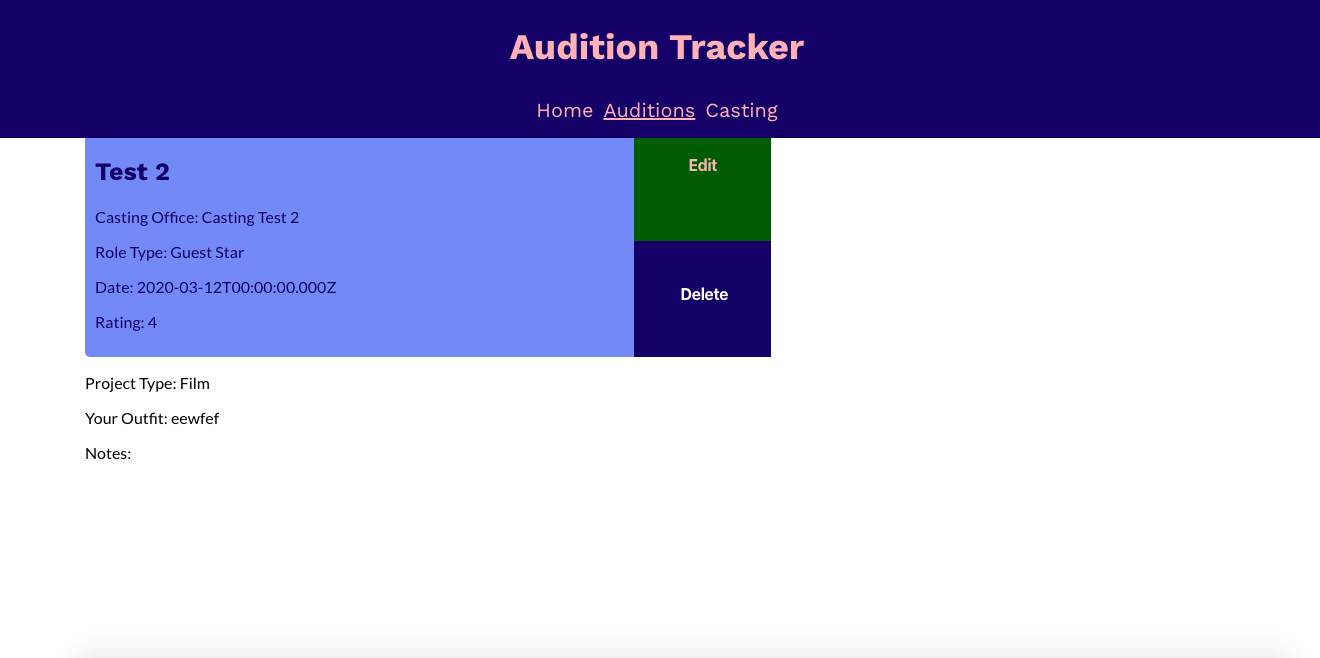 Audition Tracker
Home Auditions Casting
Test 2
Edit
Casting Office: Casting Test 2
Role Type: Guest Star
Date: 2020-03-12T00:00:00.000Z
Delete
Rating: 4
Project Type: Film
Your Outfit: eewfef
Notes: